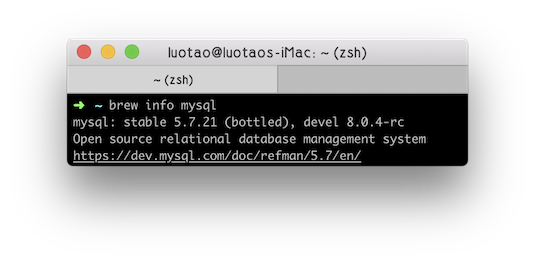 luotao@luotaos-iMac: ~ (zsh)
~ (zsh)
➜ ~ brew info mysql
mysql: stable 5.7.21 (bottled), devel 8.0.4-rc
Open source relational database management system
https://dev.mysql.com/doc/refman/5.7/en/